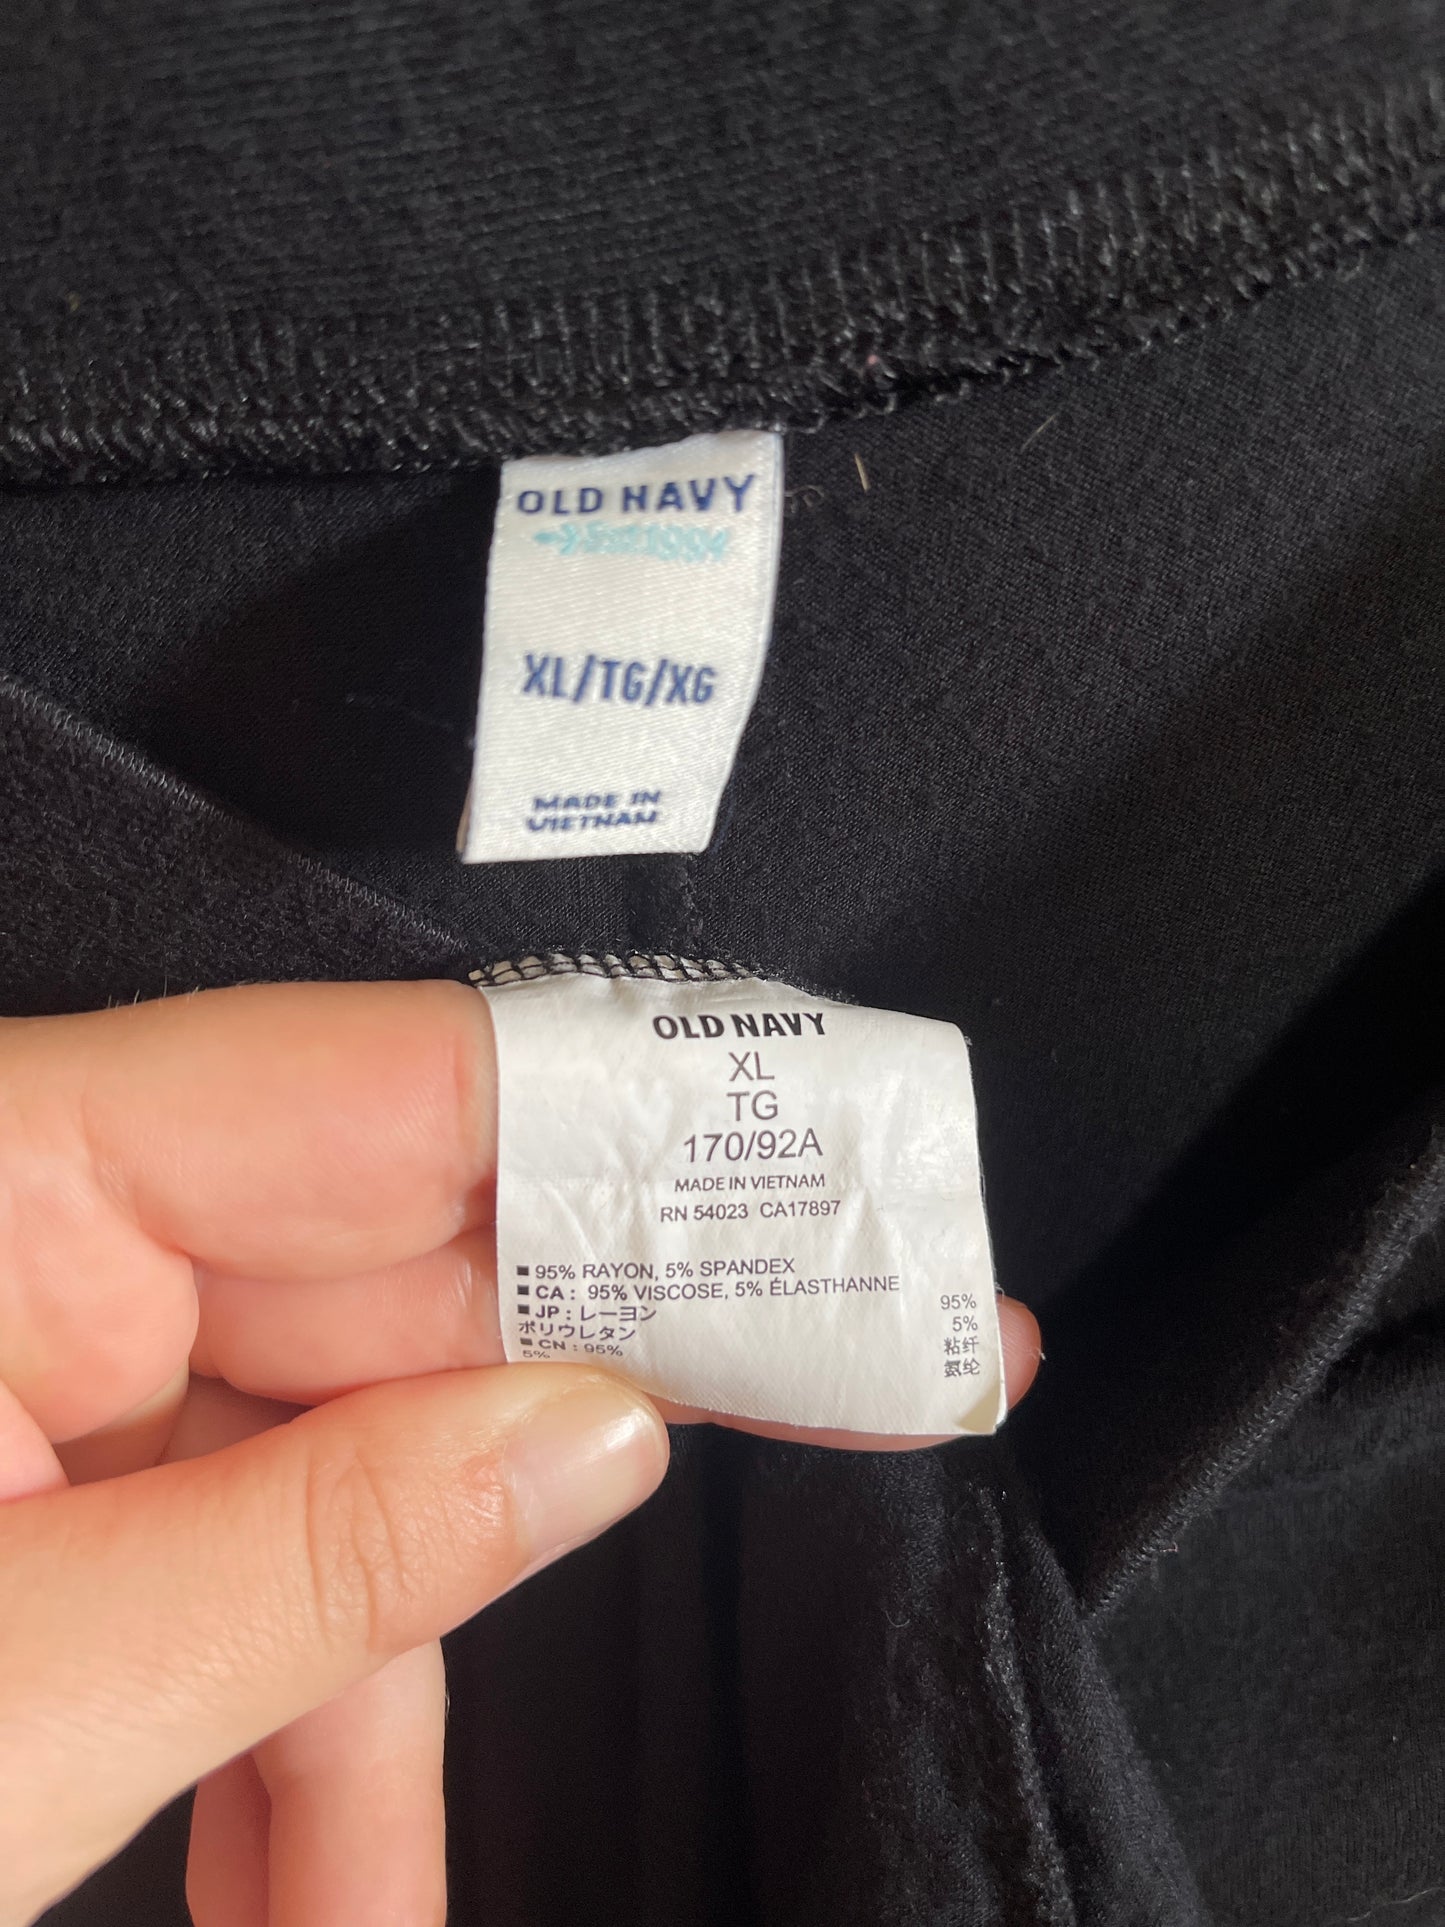 OLD NAVY
Est. 1994
XL/TG/XG
MADE IN
VIETNAM
OLD NAVY
XL
TG
170/92A
MADE IN VIETNAM
RN 54023 CA17897
■ 95% RAYON, 5% SPANDEX
■ CA : 95% VISCOSE, 5% ÉLASTHANNE
■ JP : レーヨン 95%
ポリウレタン 5%
■ CN : 95% 粘纤
5% 氨纶